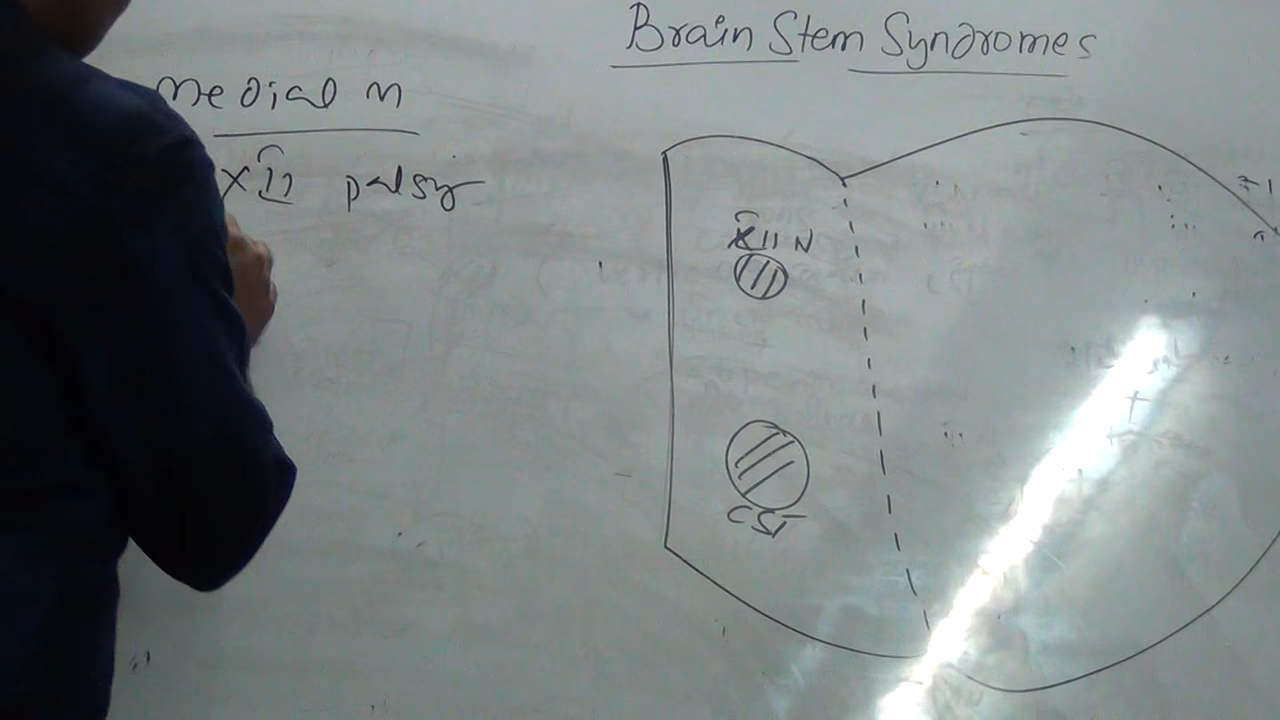 Brain Stem Syndromes
Medial m
XII palsy
XII N
CST